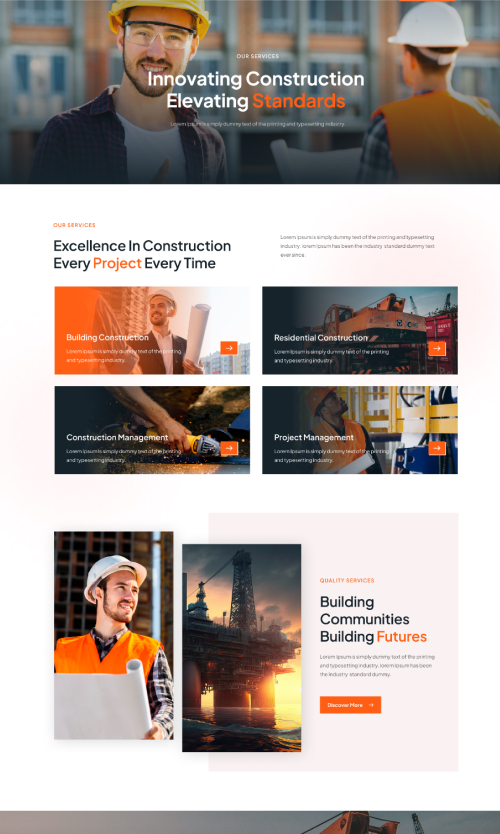 OUR SERVICES
Innovating Construction
Elevating Standards
Lorem Ipsum is simply dummy text of the printing and typesetting industry.
OUR SERVICES
Excellence In Construction
Every Project Every Time
Lorem Ipsum is simply dummy text of the printing and typesetting
industry. lorem Ipsum has been the industry standard dummy text
ever since.
Building Construction
Lorem Ipsum is simply dummy text of the printing
and typesetting industry.
Residential Construction
Lorem Ipsum is simply dummy text of the printing
and typesetting industry.
Construction Management
Lorem Ipsum is simply dummy text of the printing
and typesetting industry.
Project Management
Lorem Ipsum is simply dummy text of the printing
and typesetting industry.
QUALITY SERVICES
Building
Communities
Building Futures
Lorem Ipsum is simply dummy text of the printing
and typesetting industry. lorem Ipsum has been
the industry standard dummy.
Discover More